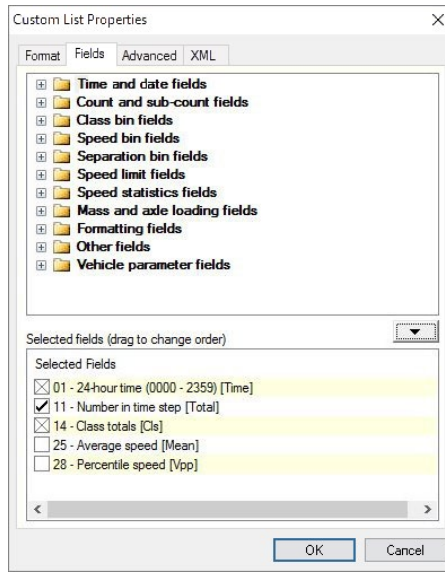 Custom List Properties
Format Fields Advanced XML
Time and date fields
Count and sub-count fields
Class bin fields
Speed bin fields
Separation bin fields
Speed limit fields
Speed statistics fields
Mass and axle loading fields
Formatting fields
Other fields
Vehicle parameter fields
Selected fields (drag to change order)
Selected Fields
01 - 24-hour time (0000 - 2359) [Time]
11 - Number in time step [Total]
14 - Class totals [Cls]
25 - Average speed [Mean]
28 - Percentile speed [Vpp]
OK Cancel